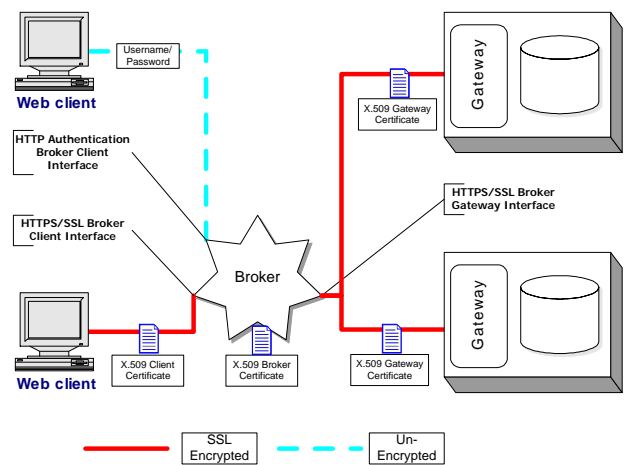 Username/
Password
Web client
HTTP Authentication
Broker Client
Interface
HTTPS/SSL Broker
Client Interface
Web client
X.509 Client
Certificate
Broker
X.509 Broker
Certificate
X.509 Gateway
Certificate
Gateway
HTTPS/SSL Broker
Gateway Interface
X.509 Gateway
Certificate
Gateway
SSL
Encrypted
Un-
Encrypted